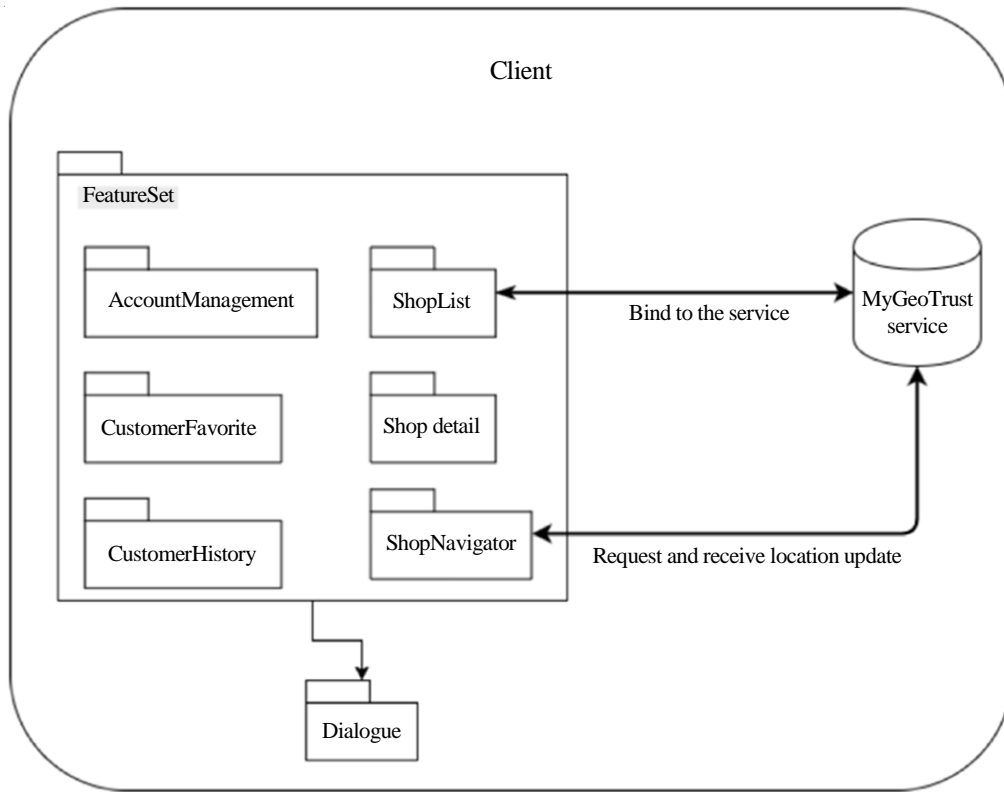 Client
FeatureSet
AccountManagement
ShopList
Bind to the service
MyGeoTrust
service
CustomerFavorite
Shop detail
CustomerHistory
ShopNavigator
Request and receive location update
Dialogue